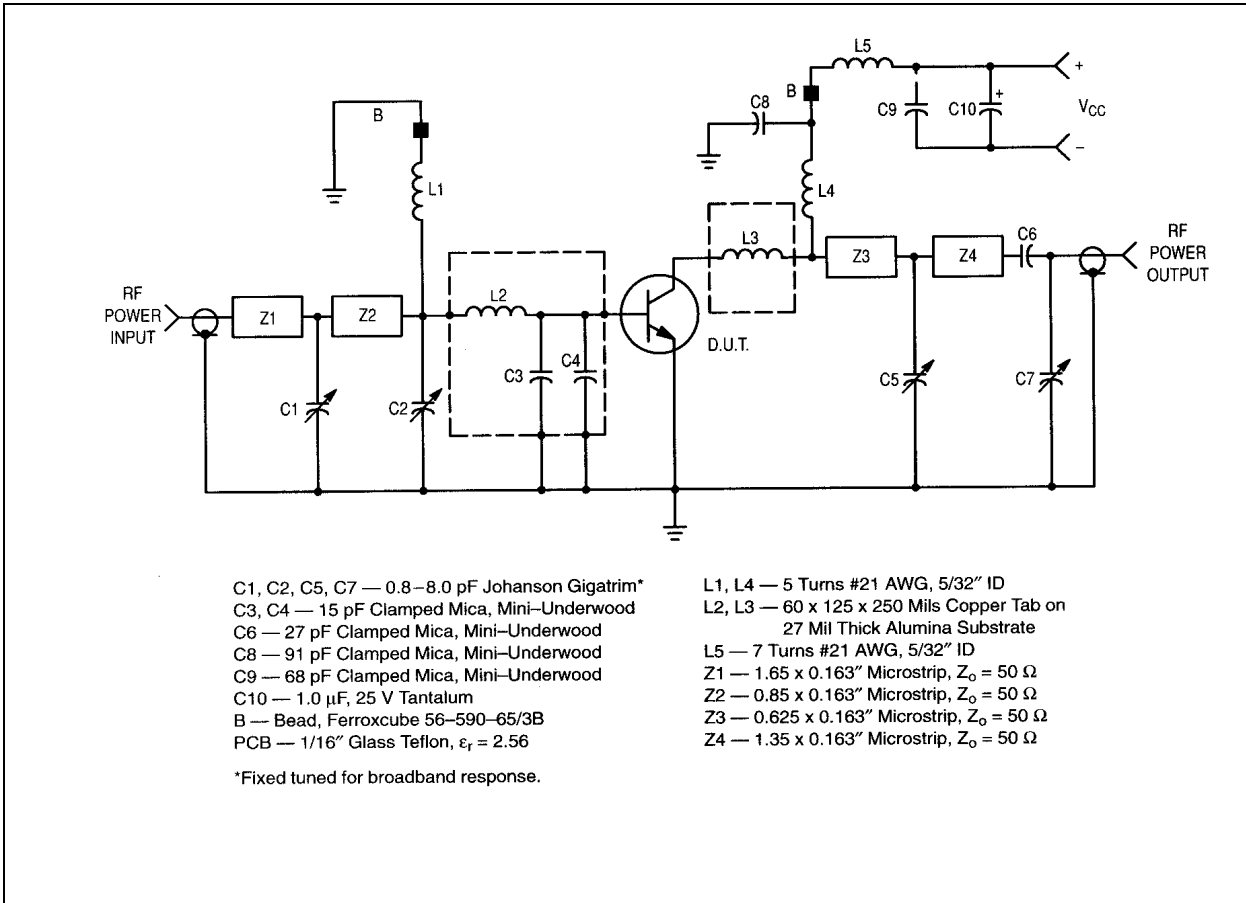 L5
+
B
C8
C9
+
C10
VCC
–
B
L1
L4
L3
Z3
Z4
C6
RF
POWER
OUTPUT
RF
POWER
INPUT
Z1
Z2
L2
D.U.T.
C3
C4
C1
C2
C5
C7
C1, C2, C5, C7 — 0.8–8.0 pF Johanson Gigatrim*
C3, C4 — 15 pF Clamped Mica, Mini–Underwood
C6 — 27 pF Clamped Mica, Mini–Underwood
C8 — 91 pF Clamped Mica, Mini–Underwood
C9 — 68 pF Clamped Mica, Mini–Underwood
C10 — 1.0 μF, 25 V Tantalum
B — Bead, Ferroxcube 56–590–65/3B
PCB — 1/16″ Glass Teflon, εr = 2.56
*Fixed tuned for broadband response.
L1, L4 — 5 Turns #21 AWG, 5/32″ ID
L2, L3 — 60 x 125 x 250 Mils Copper Tab on
27 Mil Thick Alumina Substrate
L5 — 7 Turns #21 AWG, 5/32″ ID
Z1 — 1.65 x 0.163″ Microstrip, Zo = 50 Ω
Z2 — 0.85 x 0.163″ Microstrip, Zo = 50 Ω
Z3 — 0.625 x 0.163″ Microstrip, Zo = 50 Ω
Z4 — 1.35 x 0.163″ Microstrip, Zo = 50 Ω